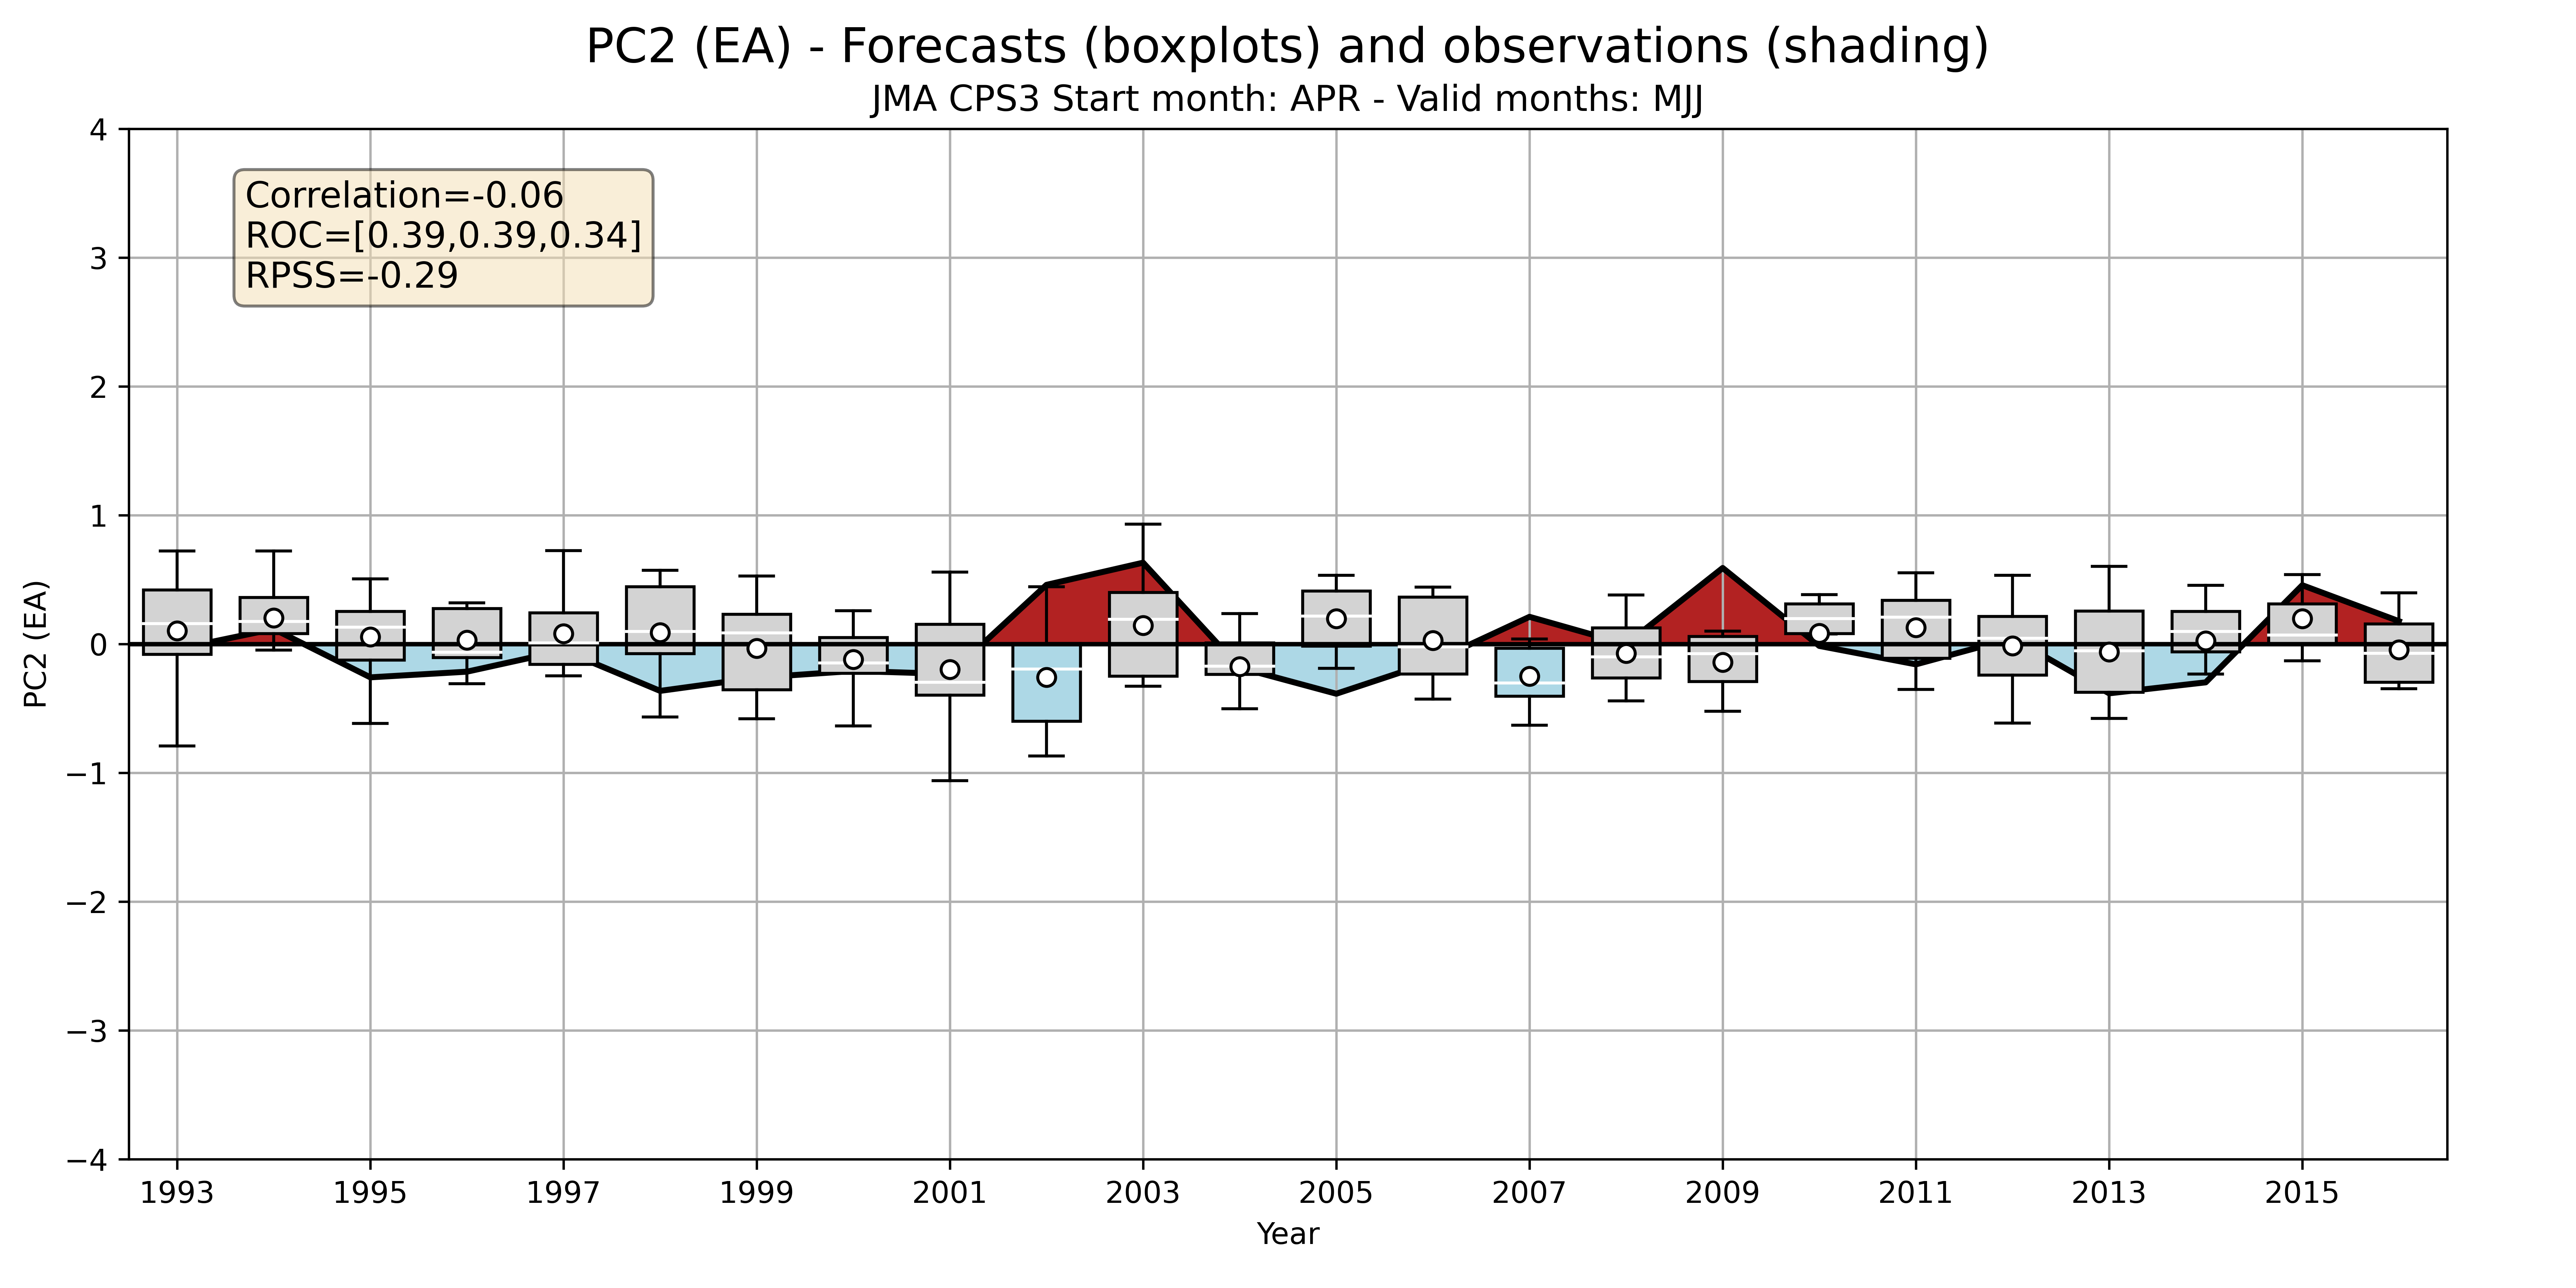 PC2 (EA) - Forecasts (boxplots) and observations (shading)
JMA CPS3 Start month: APR - Valid months: MJJ
Correlation=-0.06
ROC=[0.39,0.39,0.34]
RPSS=-0.29
PC2 (EA)
4
3
2
1
0
−1
−2
−3
−4
1993 1995 1997 1999 2001 2003 2005 2007 2009 2011 2013 2015
Year